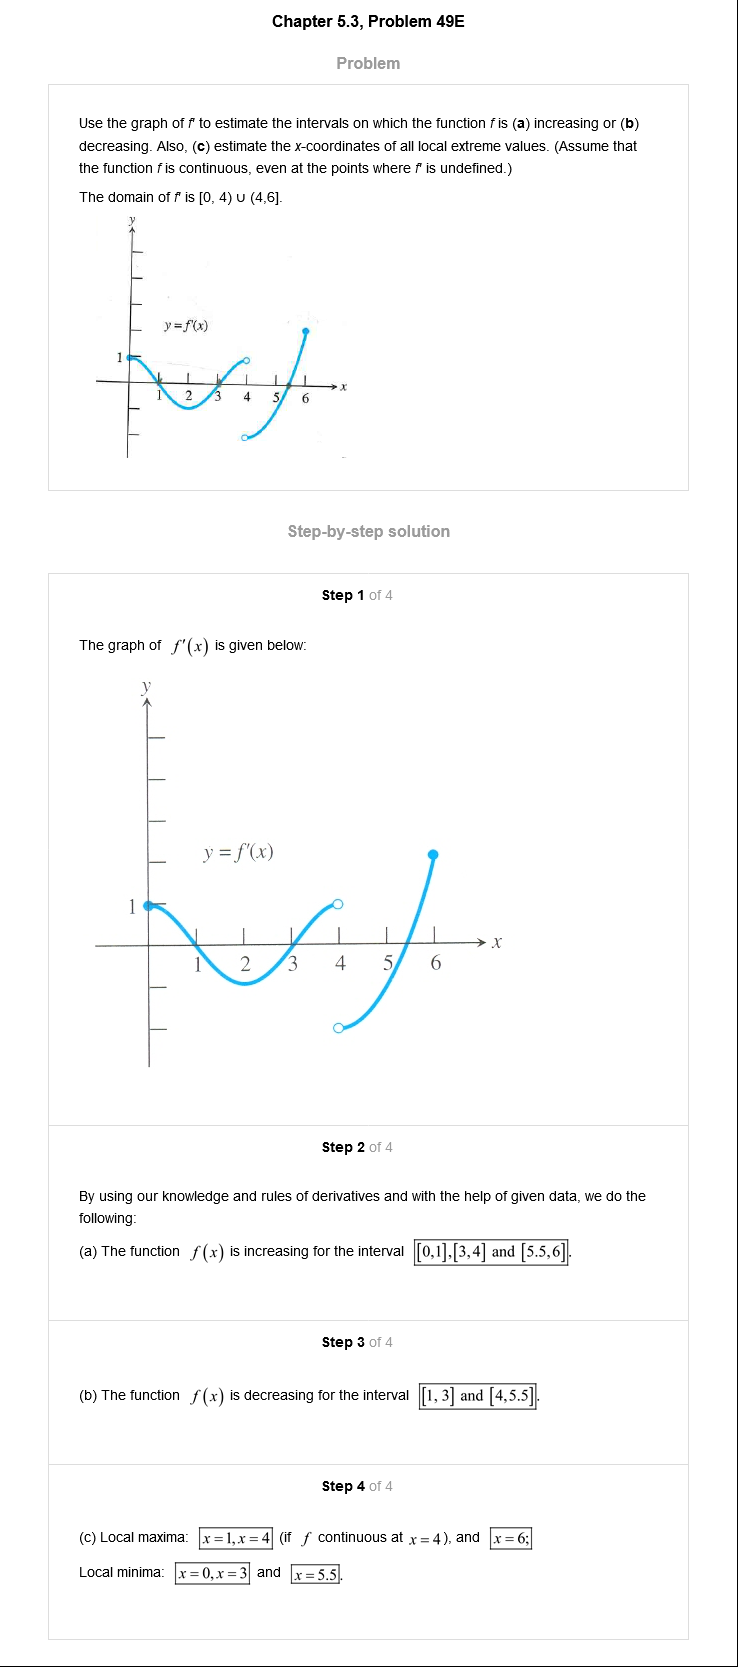 Chapter 5.3, Problem 49E
Problem
Use the graph of f' to estimate the intervals on which the function f is (a) increasing or (b)
decreasing. Also, (c) estimate the x-coordinates of all local extreme values. (Assume that
the function f is continuous, even at the points where f' is undefined.)
The domain of f' is [0, 4) ∪ (4,6].
y
y = f'(x)
1
x
1 2 3 4 5 6
Step-by-step solution
Step 1 of 4
The graph of f'(x) is given below:
y
y = f'(x)
1
x
1 2 3 4 5 6
Step 2 of 4
By using our knowledge and rules of derivatives and with the help of given data, we do the
following:
(a) The function f(x) is increasing for the interval [0,1],[3,4] and [5.5,6].
Step 3 of 4
(b) The function f(x) is decreasing for the interval [1,3] and [4,5.5].
Step 4 of 4
(c) Local maxima: x = 1, x = 4 (if f continuous at x = 4), and x = 6;
Local minima: x = 0, x = 3 and x = 5.5.